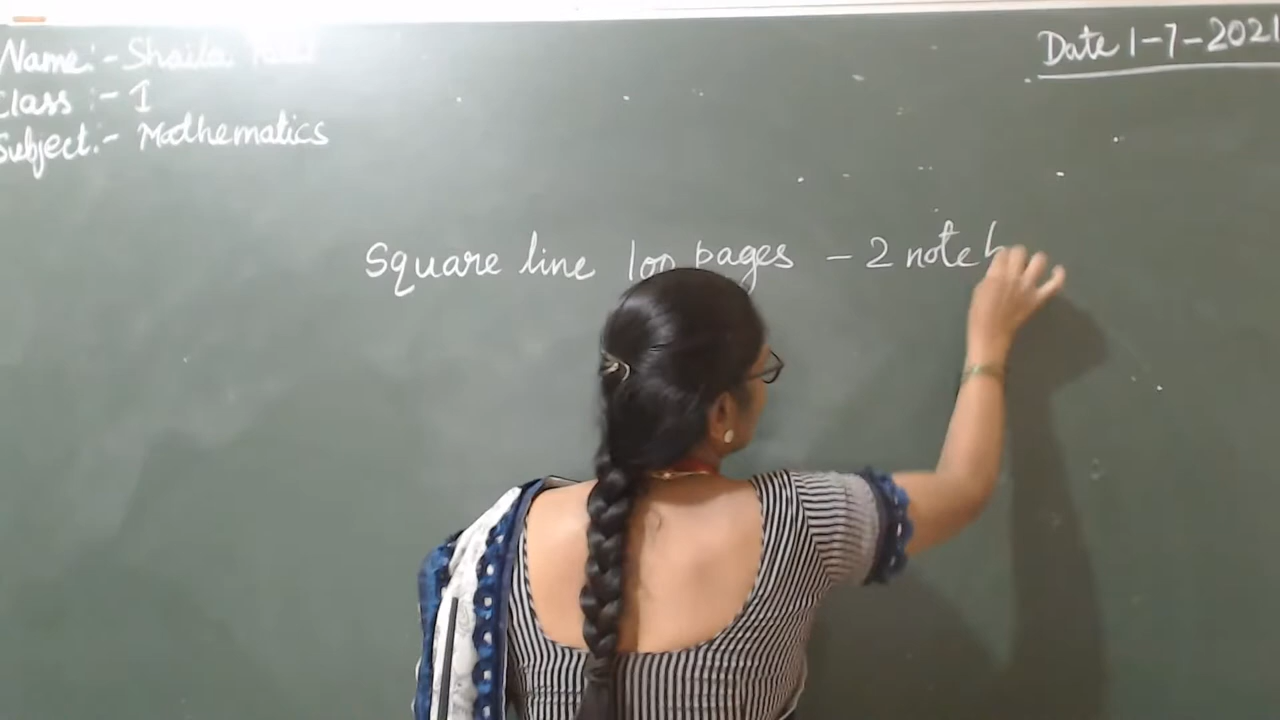 Name:- Shaila
Date 1-7-2021
Class :- I
Subject:- Mathematics
Square line 100 pages - 2 note b